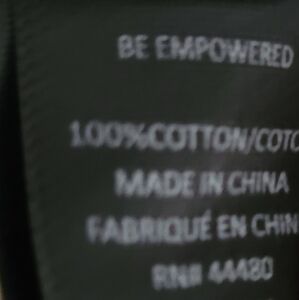 BE EMPOWERED
100%COTTON/COTO
MADE IN CHINA
FABRIQUÉ EN CHIN
RN# 44480